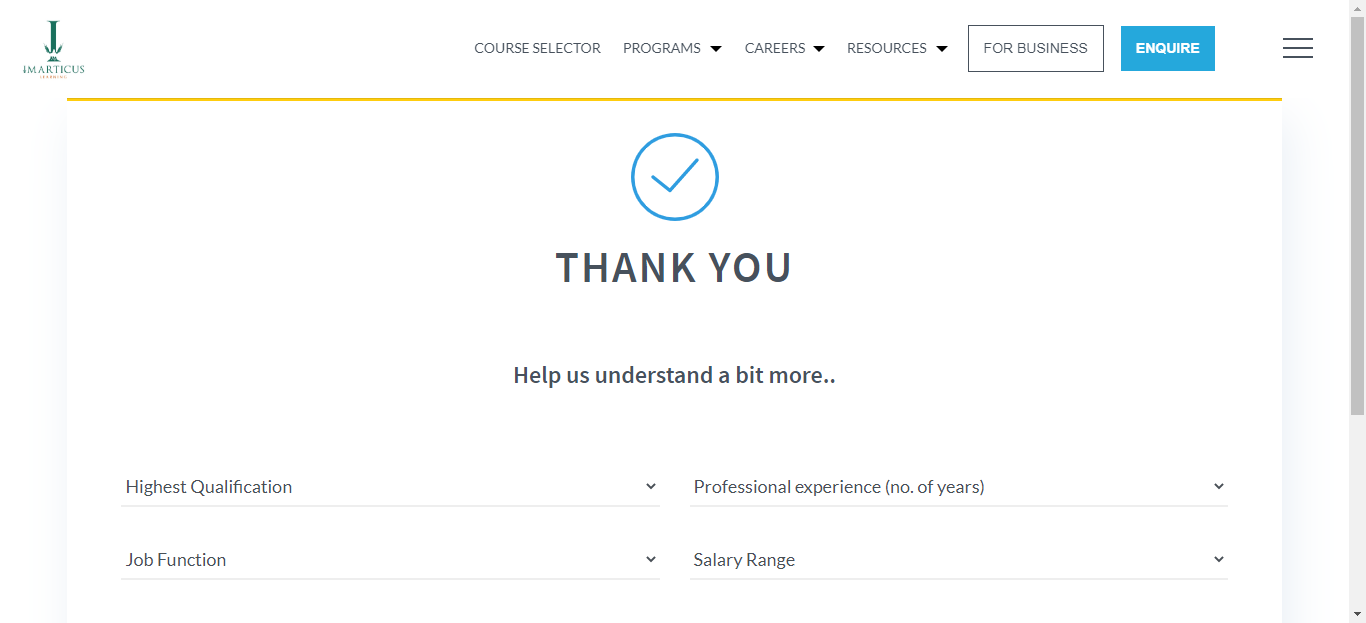 IMARTICUS
LEARNING
COURSE SELECTOR PROGRAMS CAREERS RESOURCES FOR BUSINESS ENQUIRE
THANK YOU
Help us understand a bit more..
Highest Qualification Professional experience (no. of years)
Job Function Salary Range